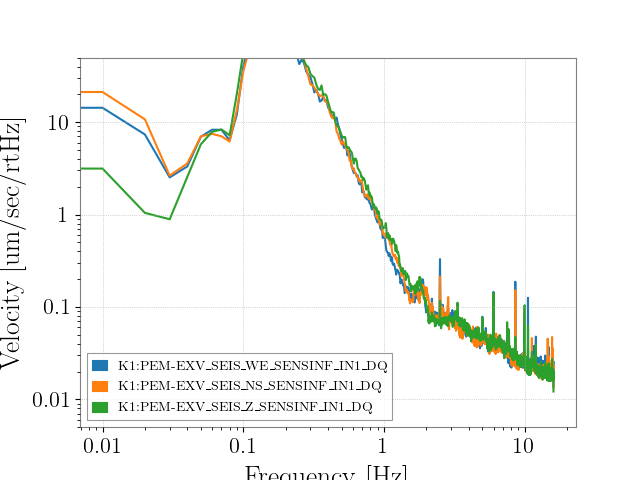 Velocity [um/sec/rtHz]
10
1
0.1
0.01
K1:PEM-EXV_SEIS_WE_SENSINF_IN1_DQ
K1:PEM-EXV_SEIS_NS_SENSINF_IN1_DQ
K1:PEM-EXV_SEIS_Z_SENSINF_IN1_DQ
0.01 0.1 1 10
Frequency [Hz]